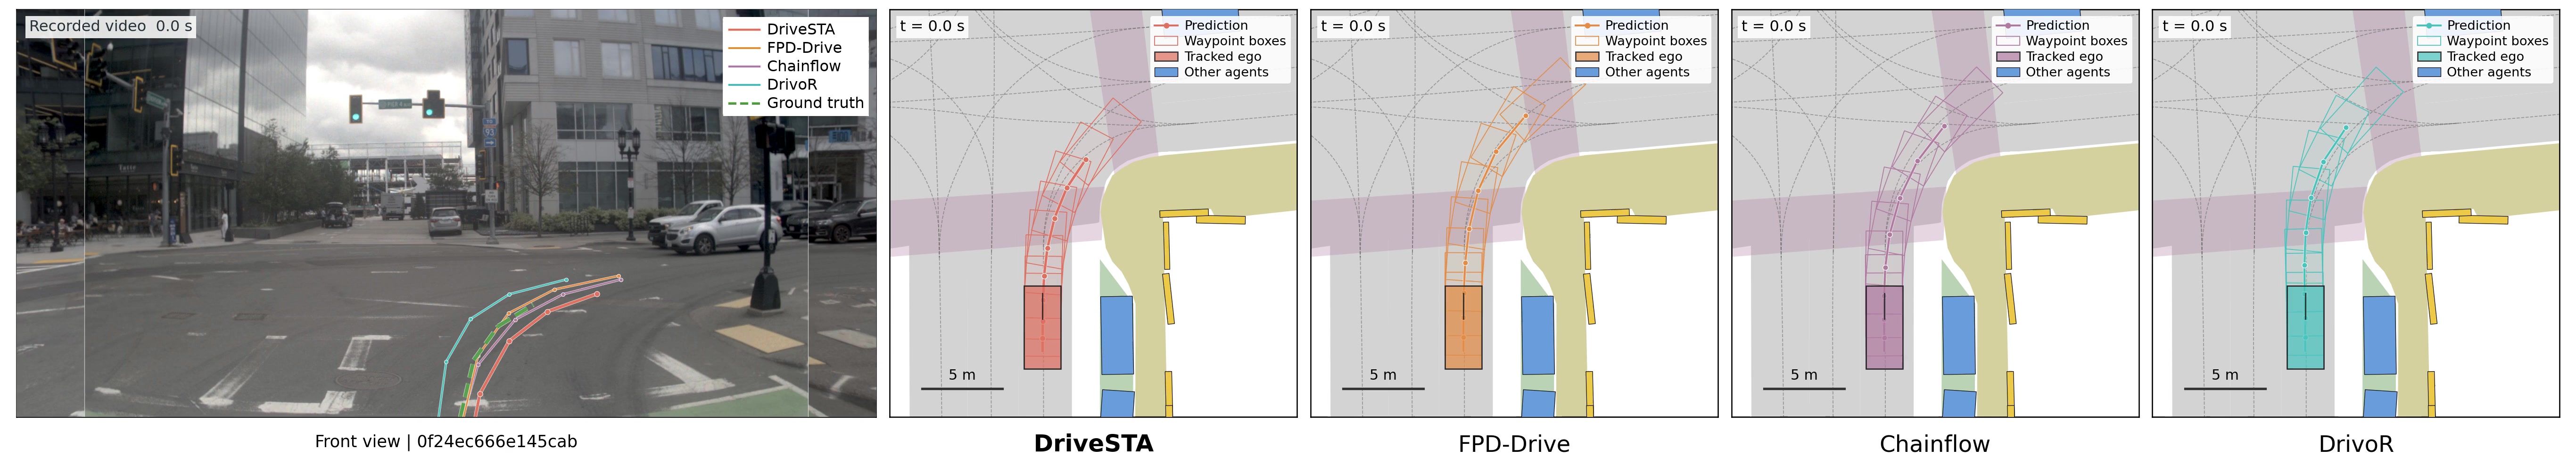 Recorded video 0.0 s
DriveSTA
FPD-Drive
Chainflow
DrivoR
Ground truth
93
Front view | 0f24ec666e145cab
t = 0.0 s
Prediction
Waypoint boxes
Tracked ego
Other agents
5 m
DriveSTA
t = 0.0 s
Prediction
Waypoint boxes
Tracked ego
Other agents
5 m
FPD-Drive
t = 0.0 s
Prediction
Waypoint boxes
Tracked ego
Other agents
5 m
Chainflow
t = 0.0 s
Prediction
Waypoint boxes
Tracked ego
Other agents
5 m
DrivoR